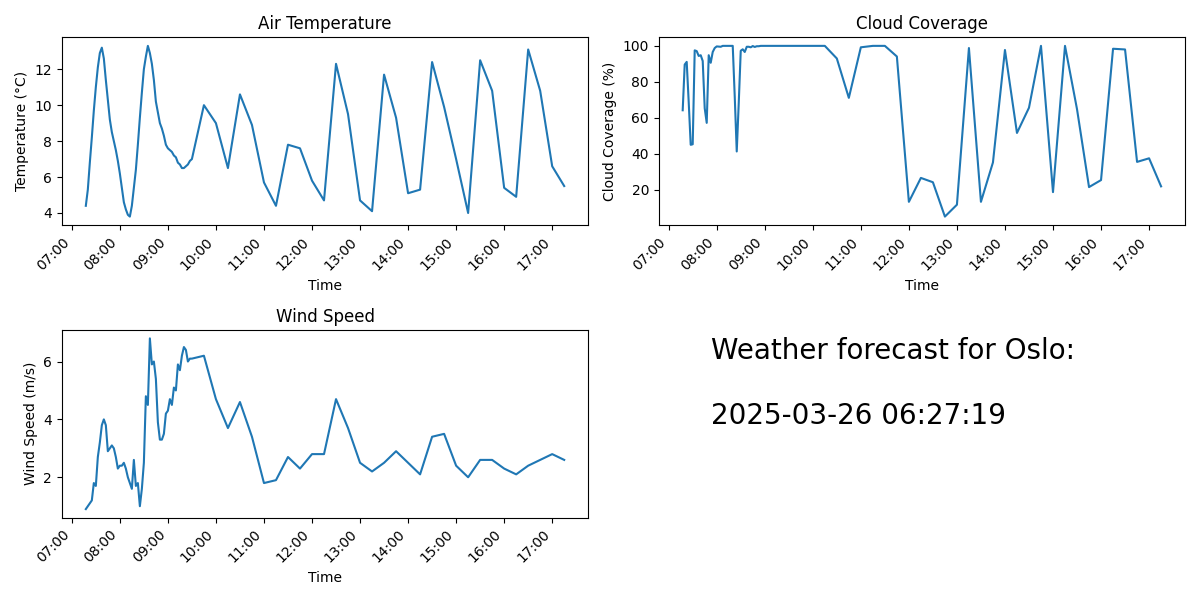 Air Temperature
Temperature (°C)
12
10
8
6
4
07:00 08:00 09:00 10:00 11:00 12:00 13:00 14:00 15:00 16:00 17:00
Time
Cloud Coverage
Cloud Coverage (%)
100
80
60
40
20
07:00 08:00 09:00 10:00 11:00 12:00 13:00 14:00 15:00 16:00 17:00
Time
Wind Speed
Wind Speed (m/s)
6
4
2
07:00 08:00 09:00 10:00 11:00 12:00 13:00 14:00 15:00 16:00 17:00
Time
Weather forecast for Oslo:
2025-03-26 06:27:19